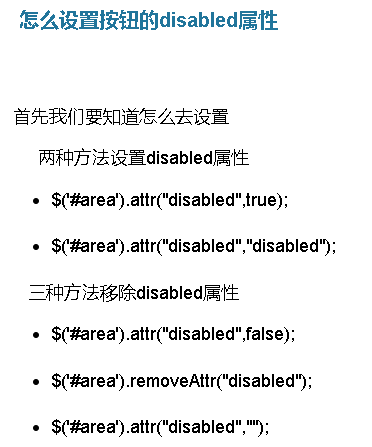 怎么设置按钮的disabled属性
首先我们要知道怎么去设置
两种方法设置disabled属性
$('#area').attr("disabled",true);
$('#area').attr("disabled","disabled");
三种方法移除disabled属性
$('#area').attr("disabled",false);
$('#area').removeAttr("disabled");
$('#area').attr("disabled","");